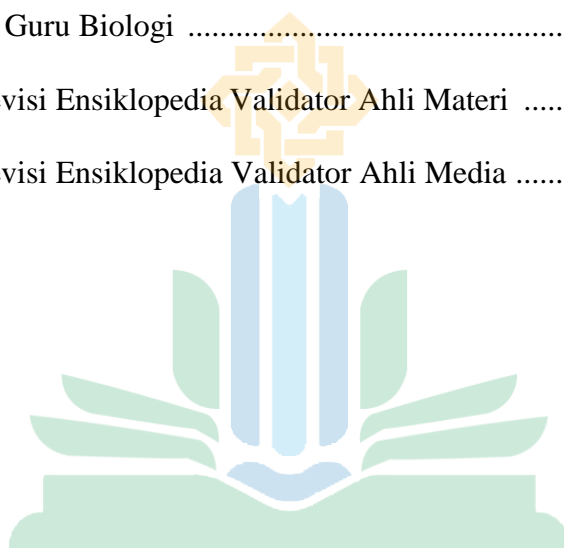 Guru Biologi ..........................................
visi Ensiklopedia Validator Ahli Materi .....
visi Ensiklopedia Validator Ahli Media ......